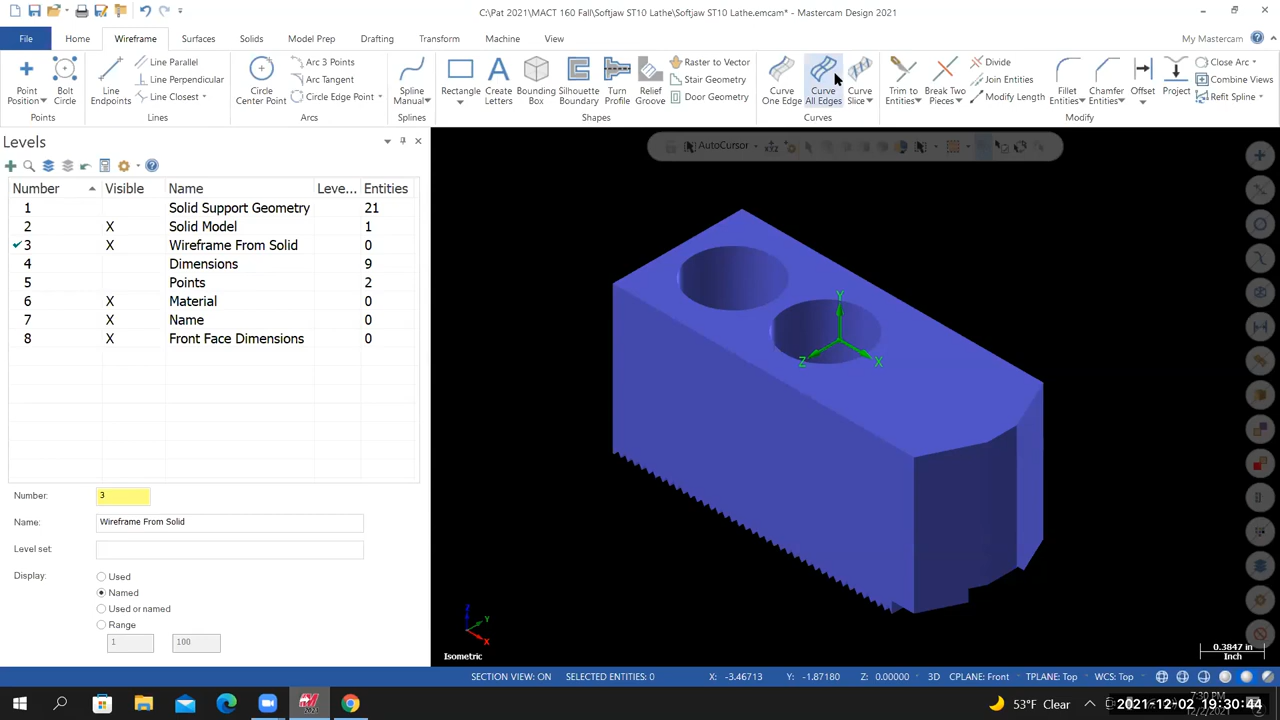 C:\Pat 2021\MACT 160 Fall\Softjaw ST10 Lathe\Softjaw ST10 Lathe.emcam* - Mastercam Design 2021
File Home Wireframe Surfaces Solids Model Prep Drafting Transform Machine View My Mastercam
Point Position Bolt Circle Points
Line Endpoints Line Parallel Line Perpendicular Line Closest Lines
Circle Center Point Arc 3 Points Arc Tangent Circle Edge Point Arcs
Spline Manual Splines
Rectangle Create Letters Bounding Box Silhouette Boundary Turn Profile Relief Groove Raster to Vector Stair Geometry Door Geometry Shapes
Curve One Edge Curve All Edges Curve Slice Curves
Trim to Entities Break Two Pieces Divide Join Entities Modify Length Fillet Entities Chamfer Entities Offset Project Close Arc Combine Views Refit Spline Modify
Levels
AutoCursor
Number Visible Name Leve... Entities
1 Solid Support Geometry 21
2 X Solid Model 1
3 X Wireframe From Solid 0
4 Dimensions 9
5 Points 2
6 X Material 0
7 X Name 0
8 X Front Face Dimensions 0
Number: 3
Name: Wireframe From Solid
Level set:
Display: Used
Named
Used or named
Range
1 100
Y
Z X
Z
Y
X
Isometric
0.3847 in
Inch
SECTION VIEW: ON SELECTED ENTITIES: 0 X: -3.46713 Y: -1.87180 Z: 0.00000 3D CPLANE: Front TPLANE: Top WCS: Top
53°F Clear
2021-12-02 19:30:44
7:30 PM
12/2/2021